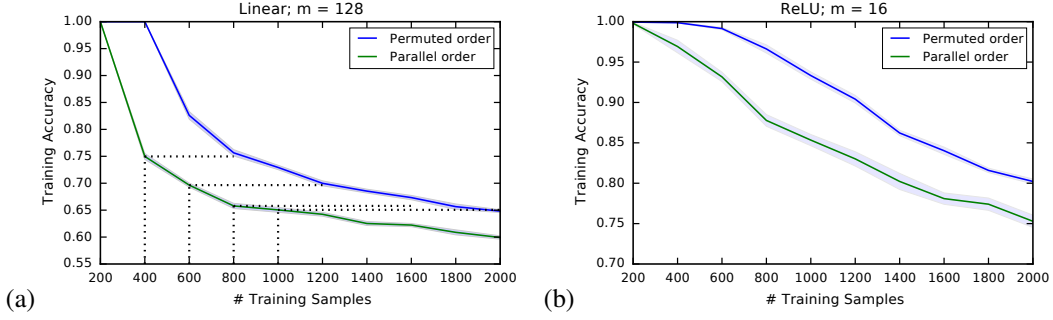 Linear; m = 128
1.00
0.95
0.90
0.85
0.80
0.75
0.70
0.65
0.60
0.55
Training Accuracy
Permuted order
Parallel order
200 400 600 800 1000 1200 1400 1600 1800 2000
# Training Samples
(a)
ReLU; m = 16
1.00
0.95
0.90
0.85
0.80
0.75
0.70
Training Accuracy
Permuted order
Parallel order
200 400 600 800 1000 1200 1400 1600 1800 2000
# Training Samples
(b)